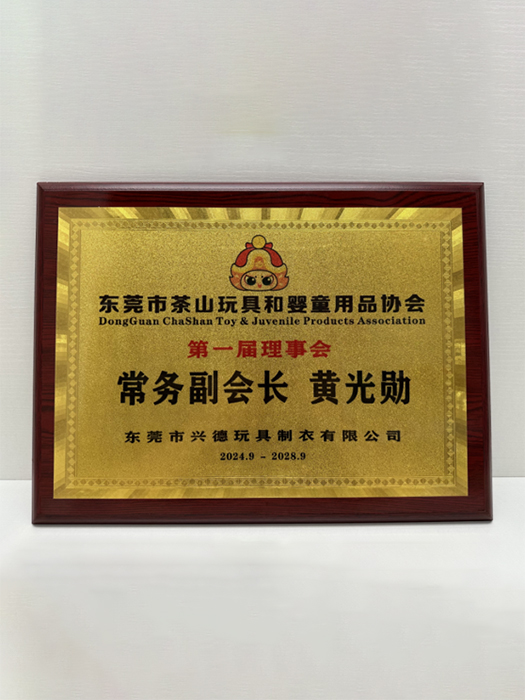 东莞市茶山玩具和婴童用品协会
DongGuan ChaShan Toy & Juvenile Products Association
第一届理事会
常务副会长 黄光勋
东莞市兴德玩具制衣有限公司
2024.9 - 2028.9